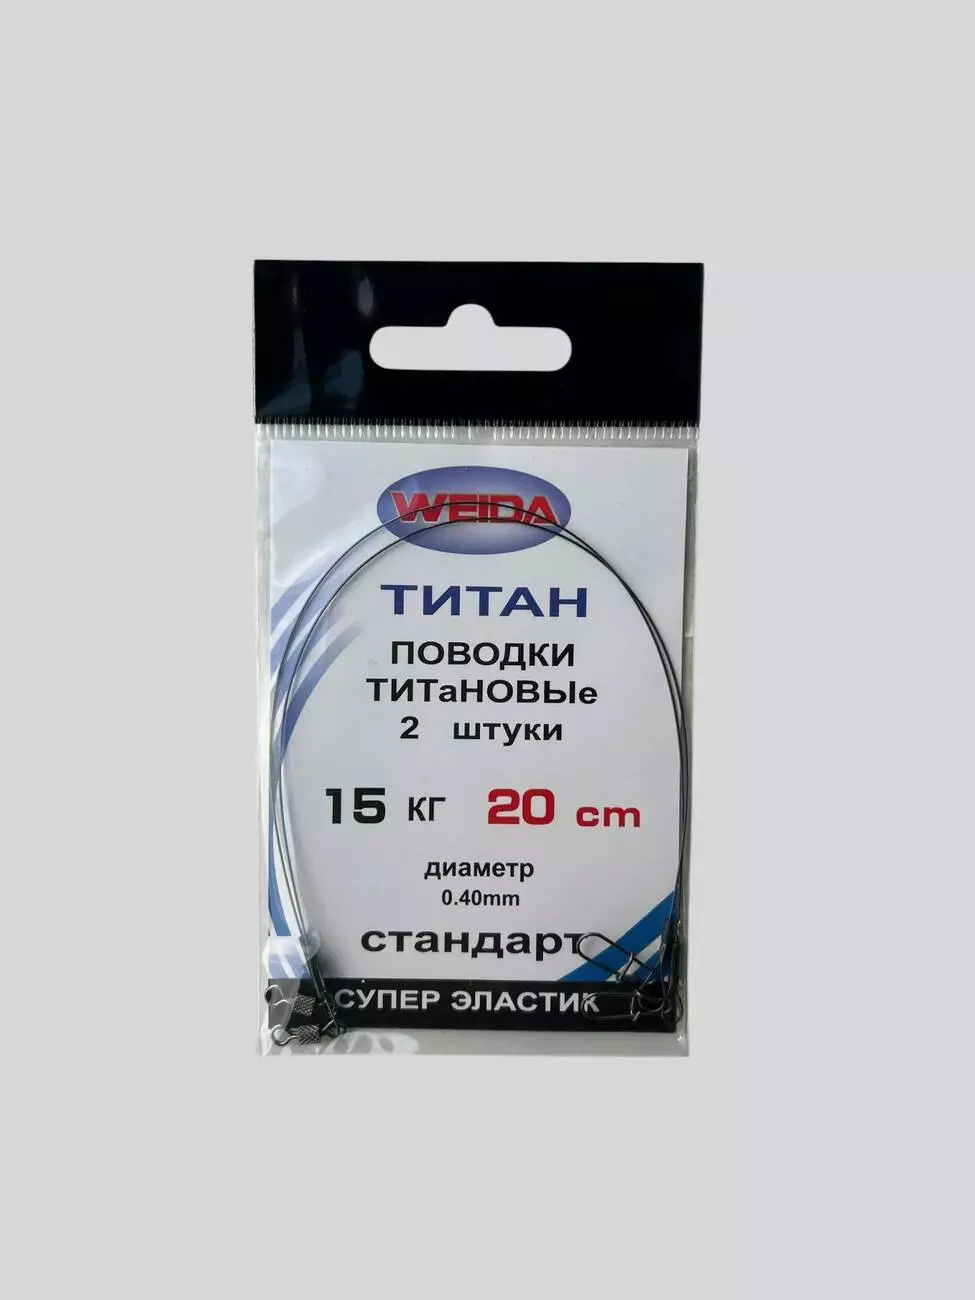 WEIDA
ТИТАН
ПОВОДКИ
ТИТаНОВЫе
2 штуки
15 кг 20 cm
диаметр
0.40mm
стандарт
СУПЕР ЭЛАСТИК